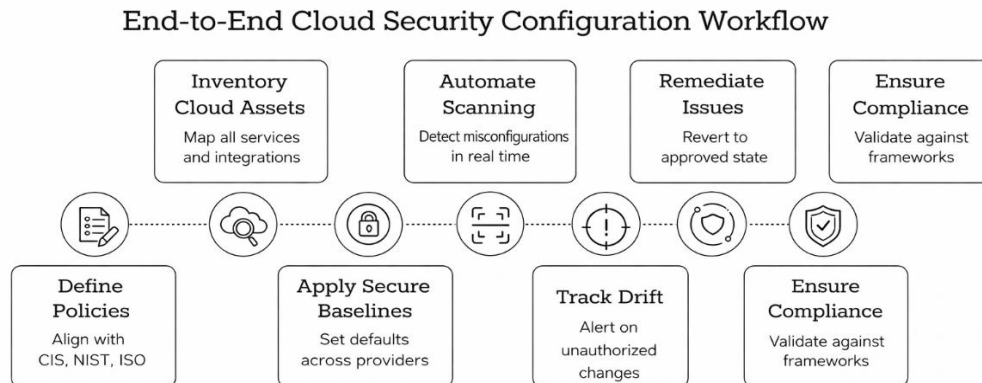 End-to-End Cloud Security Configuration Workflow
Inventory
Cloud Assets
Map all services
and integrations
Automate
Scanning
Detect misconfigurations
in real time
Remediate
Issues
Revert to
approved state
Ensure
Compliance
Validate against
frameworks
Define
Policies
Align with
CIS, NIST, ISO
Apply Secure
Baselines
Set defaults
across providers
Track Drift
Alert on
unauthorized
changes
Ensure
Compliance
Validate against
frameworks